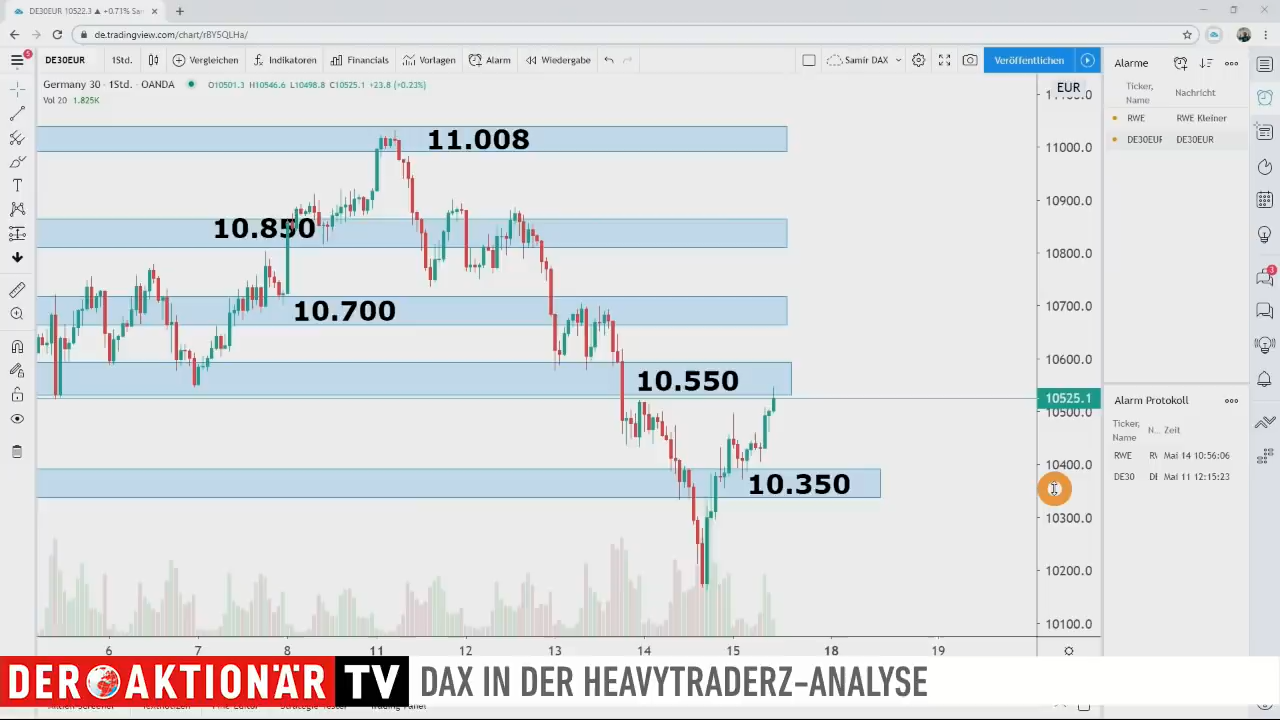 DE30EUR 10522.3 ▲ +0.71% Sa
de.tradingview.com/chart/rBY5QLHa/
5
DE30EUR
1Std.
Vergleichen
Indikatoren
Financials
Vorlagen
Alarm
Wiedergabe
Samir DAX
Veröffentlichen
Alarme
Germany 30 · 1Std. · OANDA
O10501.3 H10546.6 L10498.8 C10525.1 +23.8 (+0.23%)
Vol 20 1.825K
EUR
Ticker, Name
Nachricht
RWE
RWE Kleiner
DE30EUR
DE30EUR
11.008
11000.0
10900.0
10.850
10800.0
3
10.700
10700.0
10600.0
10.550
10525.1
10500.0
Alarm Protokoll
Ticker, Name
N... Zeit
RWE
Mai 14 10:56:06
DE30
Mai 11 12:15:23
10400.0
10.350
10300.0
10200.0
10100.0
6 7 8 11 12 13 14 15 18 19
DER AKTIONÄR TV
DAX IN DER HEAVYTRADERZ-ANALYSE